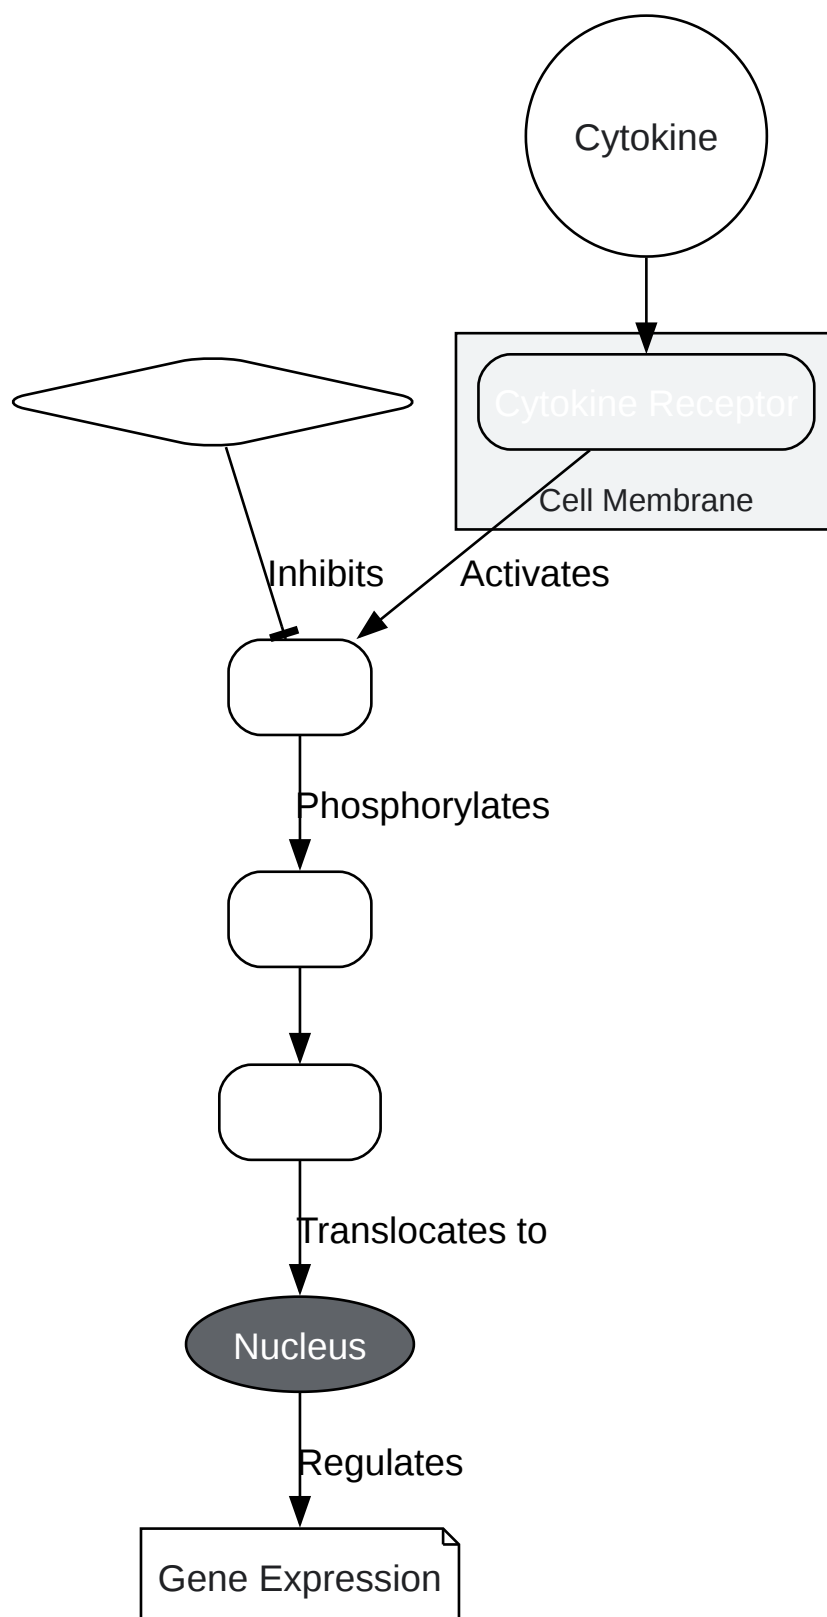 Cytokine
Cytokine Receptor
Cell Membrane
Inhibits
Activates
Phosphorylates
Translocates to
Nucleus
Regulates
Gene Expression